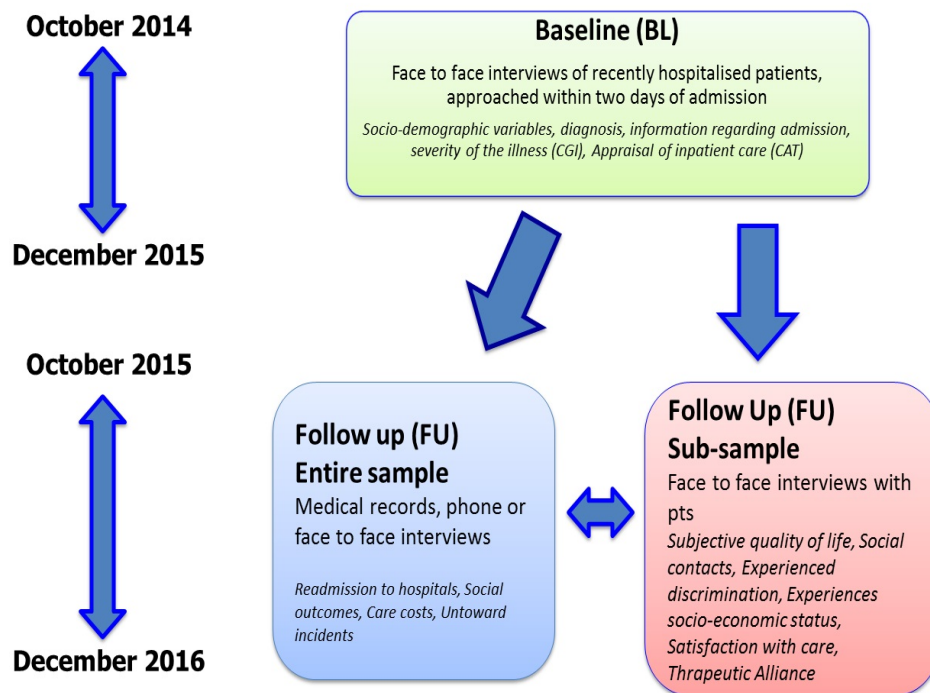 October 2014
December 2015
October 2015
December 2016
Baseline (BL)
Face to face interviews of recently hospitalised patients,
approached within two days of admission
Socio-demographic variables, diagnosis, information regarding admission,
severity of the illness (CGI), Appraisal of inpatient care (CAT)
Follow up (FU)
Entire sample
Medical records, phone or
face to face interviews
Readmission to hospitals, Social
outcomes, Care costs, Untoward
incidents
Follow Up (FU)
Sub-sample
Face to face interviews with
pts
Subjective quality of life, Social
contacts, Experienced
discrimination, Experiences
socio-economic status,
Satisfaction with care,
Thrapeutic Alliance